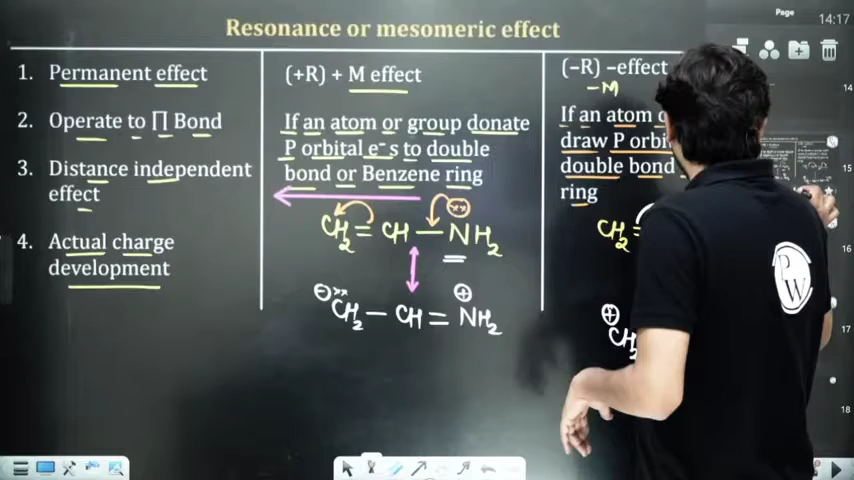 Page
14:17
Resonance or mesomeric effect
1. Permanent effect
2. Operate to ∏ Bond
3. Distance independent
effect
4. Actual charge
development
(+R) + M effect
If an atom or group donate
P orbital e⁻ s to double
bond or Benzene ring
CH₂ = CH — NH₂
⊖ ⊕
CH₂ — CH = NH₂
(−R) −effect
−M
If an atom
draw P orbi
double bond
ring
CH₂ =
⊕
CH₂
PW
14
15
16
17
18